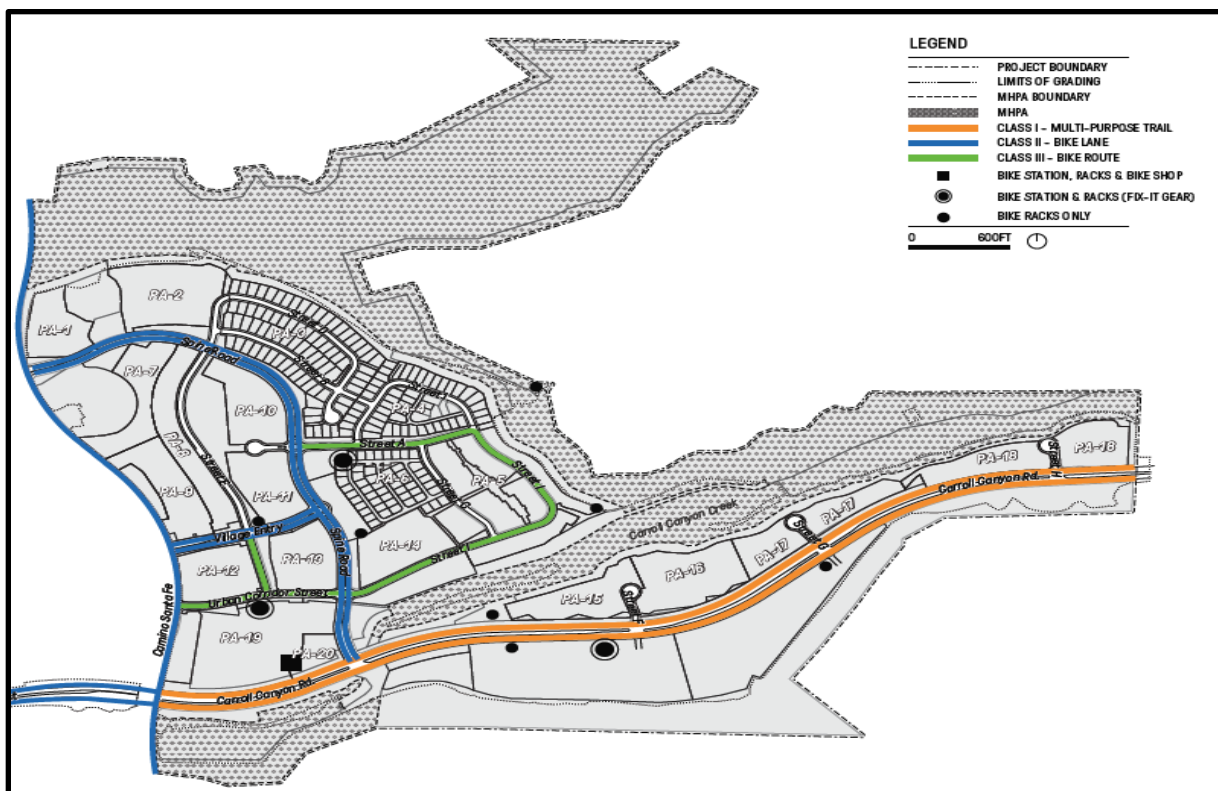 LEGEND
PROJECT BOUNDARY
LIMITS OF GRADING
MHPA BOUNDARY
MHPA
CLASS I - MULTI-PURPOSE TRAIL
CLASS II - BIKE LANE
CLASS III - BIKE ROUTE
BIKE STATION, RACKS & BIKE SHOP
BIKE STATION & RACKS (FIX-IT GEAR)
BIKE RACKS ONLY
0 600FT
PA-1
PA-2
PA-3
Street
Road
PA-7
PA-10
Street
PA-4
Street A
PA-8
PA-6
PA-5
Street
PA-9
PA-11
Street
Village Entry
PA-14
Street I
PA-12
PA-13
Road
Urban Corridor Street
Camino Santa Fe
PA-19
PA-20
Carroll Canyon Rd.
Carroll Canyon Creek
PA-15
Street F
PA-16
PA-17
Street G
PA-17
Carroll Canyon Rd.
PA-18
Street H
PA-18